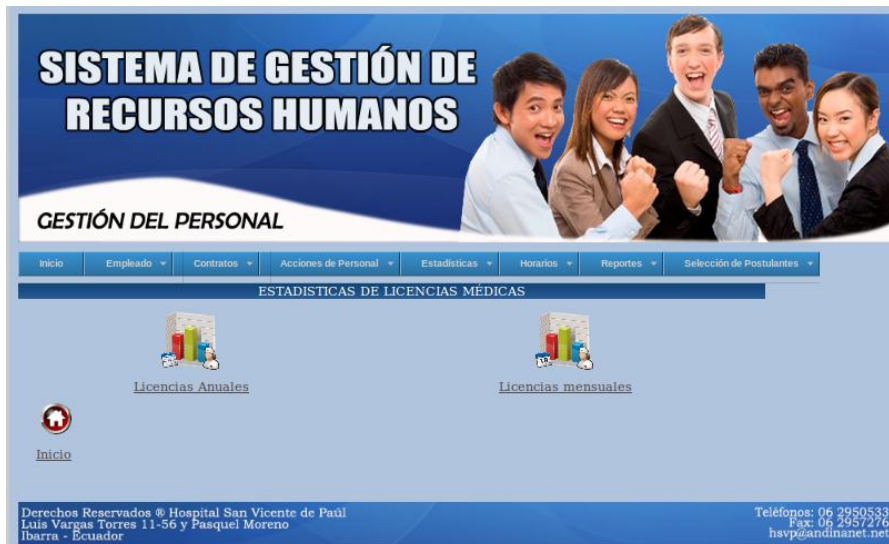 SISTEMA DE GESTIÓN DE
RECURSOS HUMANOS
GESTIÓN DEL PERSONAL
Inicio Empleado Contratos Acciones de Personal Estadísticas Horarios Reportes Selección de Postulantes
ESTADISTICAS DE LICENCIAS MÉDICAS
Licencias Anuales Licencias mensuales
Inicio
Derechos Reservados ® Hospital San Vicente de Paúl
Luis Vargas Torres 11-56 y Pasquel Moreno
Ibarra - Ecuador
Teléfonos: 06 2950533
Fax: 06 2957276
hsvp@andinanet.net